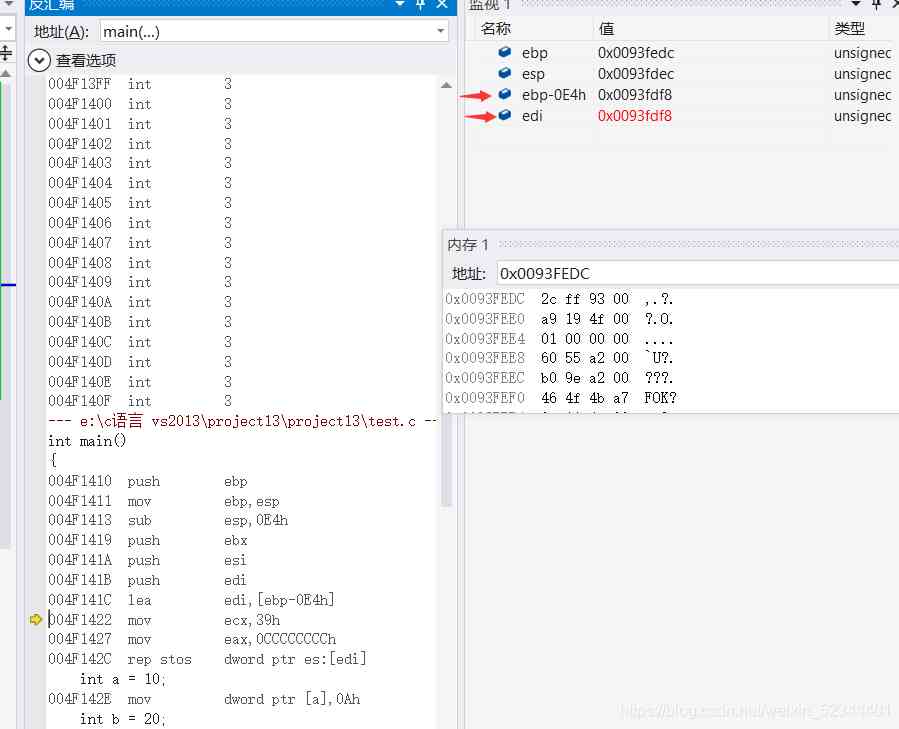 反汇编
地址(A): main(...)
查看选项
004F13FF int 3
004F1400 int 3
004F1401 int 3
004F1402 int 3
004F1403 int 3
004F1404 int 3
004F1405 int 3
004F1406 int 3
004F1407 int 3
004F1408 int 3
004F1409 int 3
004F140A int 3
004F140B int 3
004F140C int 3
004F140D int 3
004F140E int 3
004F140F int 3
--- e:\c语言 vs2013\project13\project13\test.c --
int main()
{
004F1410 push ebp
004F1411 mov ebp,esp
004F1413 sub esp,0E4h
004F1419 push ebx
004F141A push esi
004F141B push edi
004F141C lea edi,[ebp-0E4h]
004F1422 mov ecx,39h
004F1427 mov eax,0CCCCCCCCh
004F142C rep stos dword ptr es:[edi]
int a = 10;
004F142E mov dword ptr [a],0Ah
int b = 20;
监视 1
名称 值 类型
ebp 0x0093fedc unsigned
esp 0x0093fdec unsigned
ebp-0E4h 0x0093fdf8 unsigned
edi 0x0093fdf8 unsigned
内存 1
地址: 0x0093FEDC
0x0093FEDC 2c ff 93 00 ,.?.
0x0093FEE0 a9 19 4f 00 ?.O.
0x0093FEE4 01 00 00 00 ....
0x0093FEE8 60 55 a2 00 `U?.
0x0093FEEC b0 9e a2 00 ???.
0x0093FEF0 46 4f 4b a7 FOK?